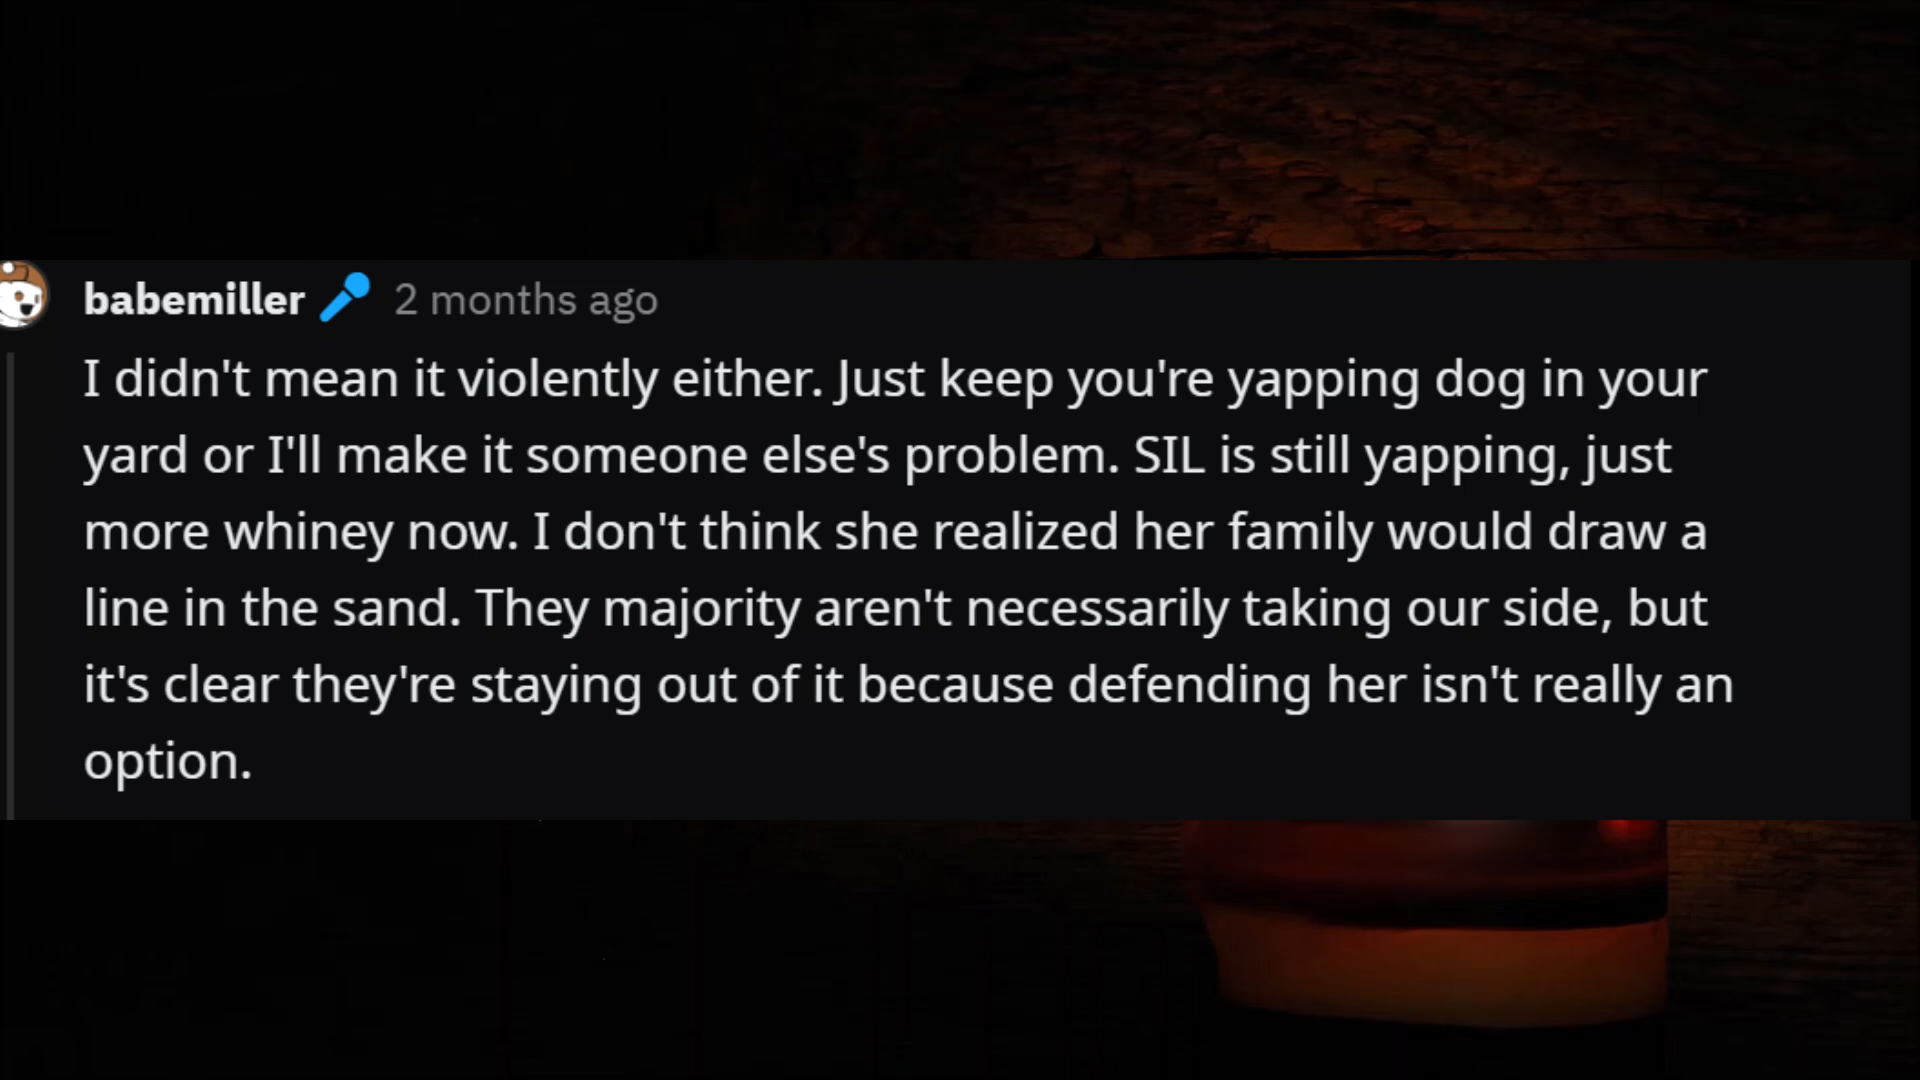 babemiller 2 months ago
I didn't mean it violently either. Just keep you're yapping dog in your
yard or I'll make it someone else's problem. SIL is still yapping, just
more whiney now. I don't think she realized her family would draw a
line in the sand. They majority aren't necessarily taking our side, but
it's clear they're staying out of it because defending her isn't really an
option.